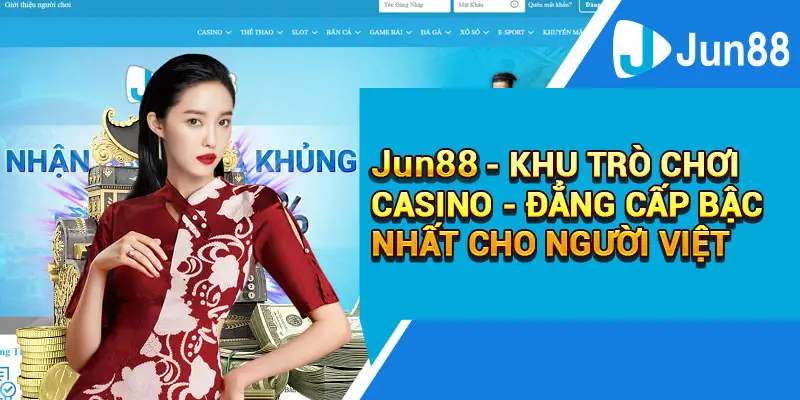 Giới thiệu người chơi
Tên Đăng Nhập
Mật Khẩu
Quên mật khẩu?
CASINO
THỂ THAO
SLOT
BẮN CÁ
GAME BÀI
ĐÁ GÀ
XỔ SỐ
E-SPORT
KHUYẾN
Jun88
NHẬN
KHỦNG
%
Jun88 - KHU TRÒ CHƠI
CASINO - ĐẲNG CẤP BẬC
NHẤT CHO NGƯỜI VIỆT